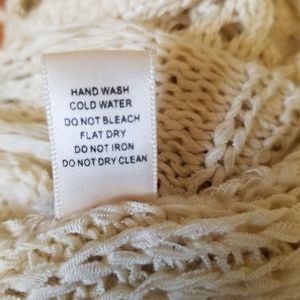 HAND WASH
COLD WATER
DO NOT BLEACH
FLAT DRY
DO NOT IRON
DO NOT DRY CLEAN